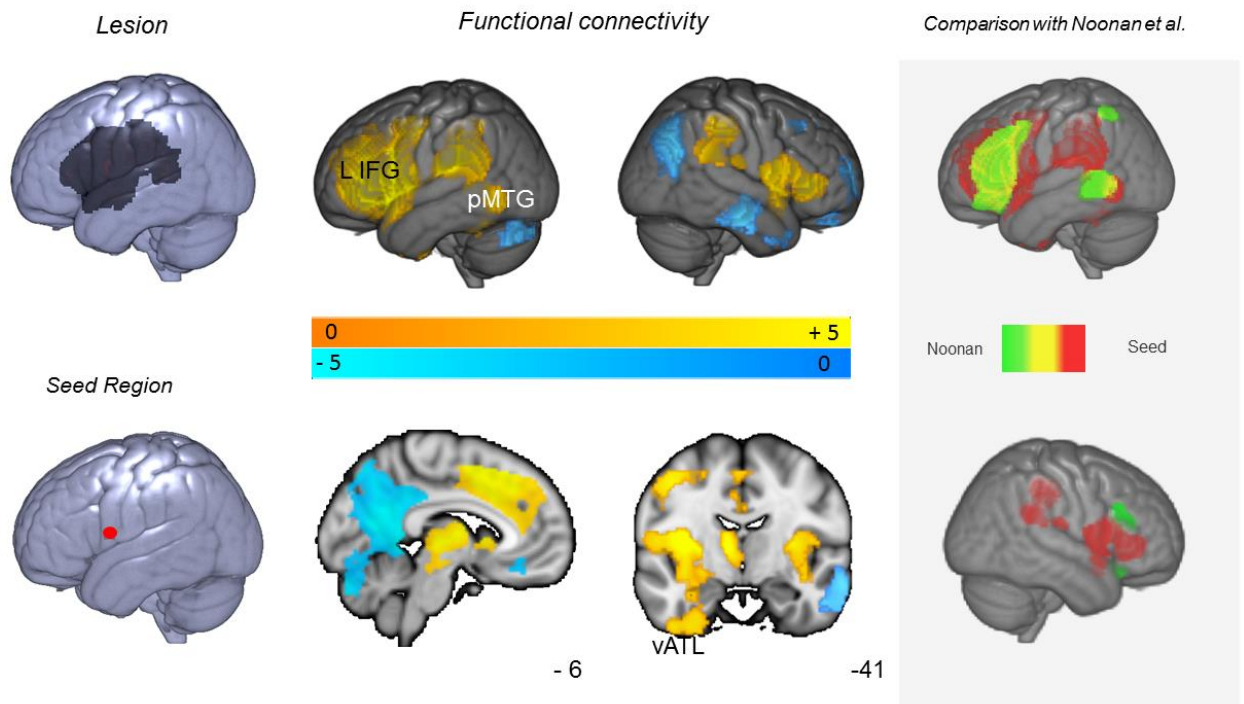 Lesion
Functional connectivity
Comparison with Noonan et al.
L IFG
pMTG
0
+ 5
- 5
0
Noonan
Seed
Seed Region
vATL
- 6
-41